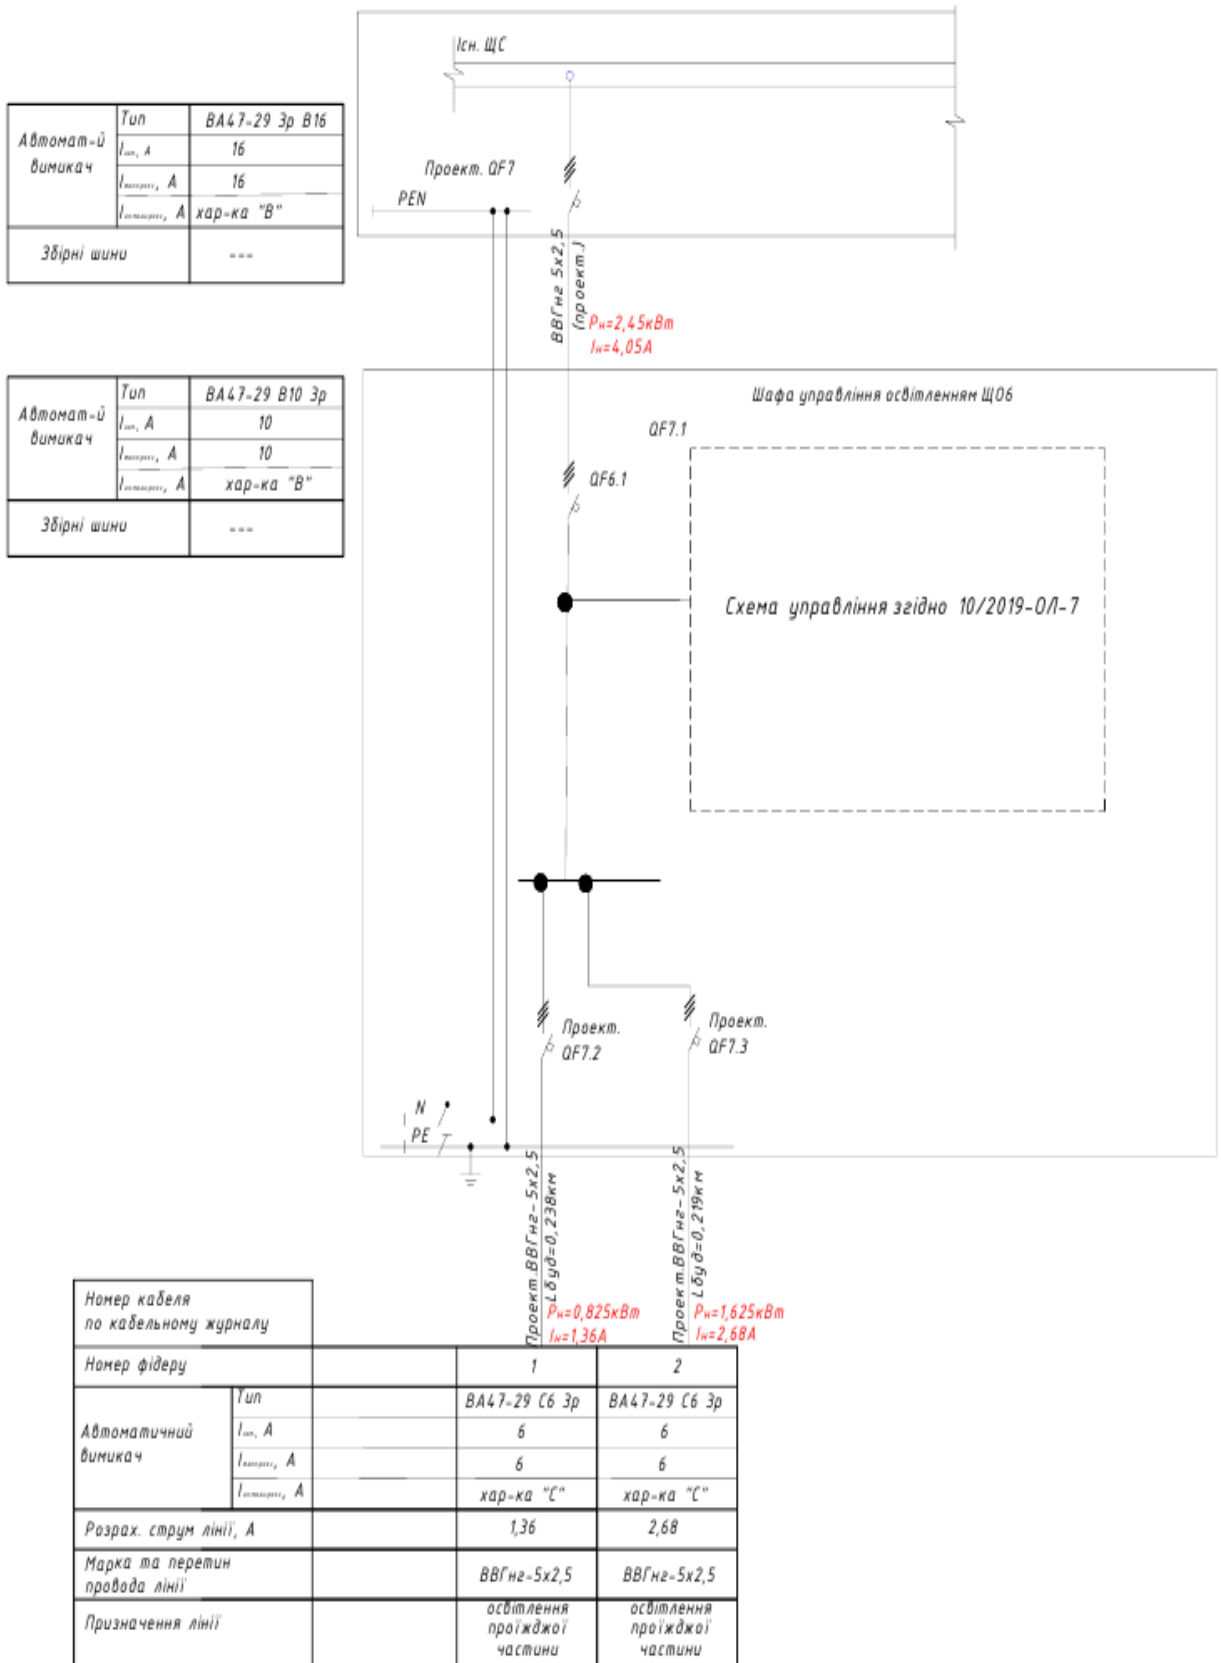 Існ. ЩС
Проект. QF7
PEN
Автомат-й
вимикач
Тип
ВА47-29 3р В16
А
16
А
16
А
хар-ка "В"
Збірні шини
---
ВВГнг 5х2,5
(проект.)
Рн=2,45кВт
Iн=4,05А
Автомат-й
вимикач
Тип
ВА47-29 В10 3р
А
10
А
10
А
хар-ка "В"
Збірні шини
---
Шафа управління освітленням ЩО6
QF7.1
QF6.1
Схема управління згідно 10/2019-ОЛ-7
Проект.
QF7.2
Проект.
QF7.3
N
PE
Проект.ВВГнг- 5х2,5
Lбуд=0,238км
Рн=0,825кВт
Iн=1,36А
Проект.ВВГнг- 5х2,5
Lбуд=0,219км
Рн=1,625кВт
Iн=2,68А
Номер кабеля
по кабельному журналу
Номер фідеру
1
2
Автоматичний
вимикач
Тип
ВА47-29 С6 3р
ВА47-29 С6 3р
А
6
6
А
6
6
А
хар-ка "С"
хар-ка "С"
Розрах. струм лінії, А
1,36
2,68
Марка та перетин
провода лінії
ВВГнг-5х2,5
ВВГнг-5х2,5
Призначення лінії
освітлення
проїжджої
частини
освітлення
проїжджої
частини